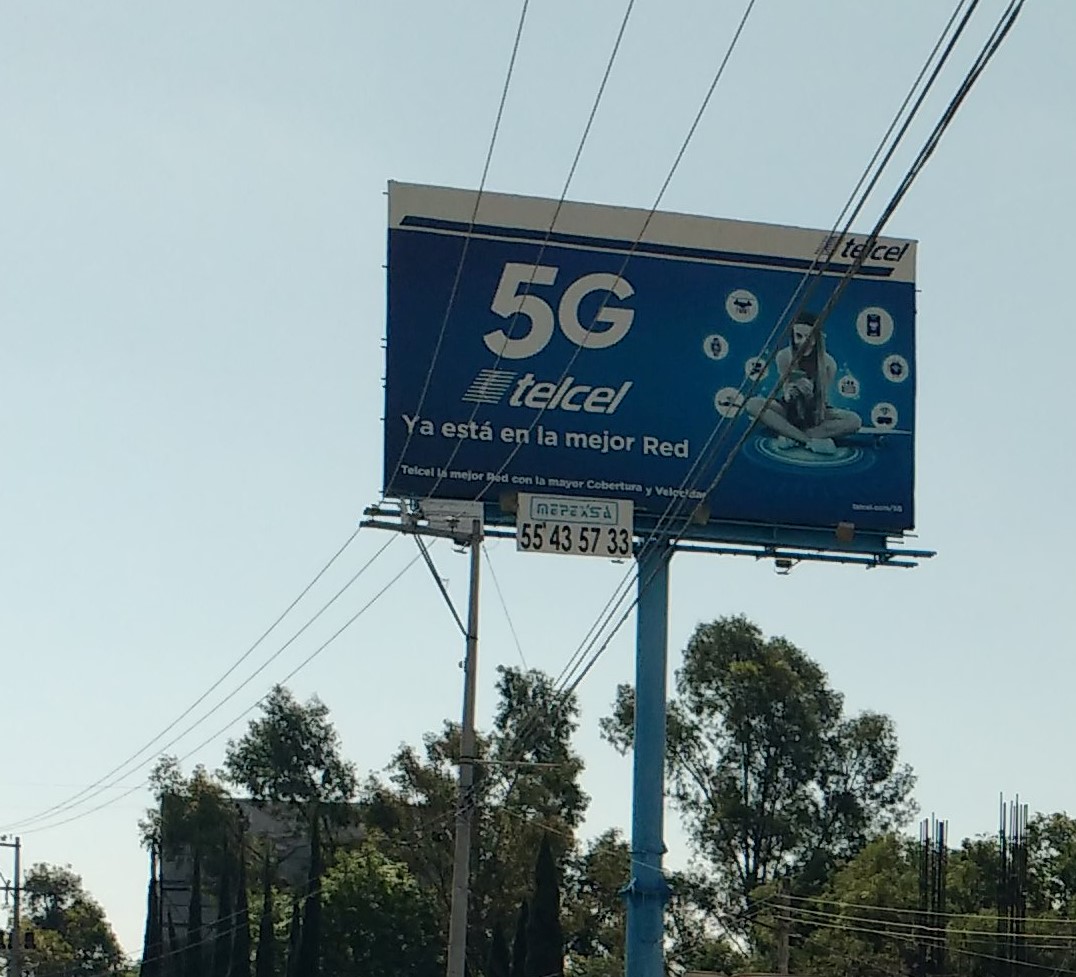 telcel
5G
telcel
Ya está en la mejor Red
Telcel la mejor Red con la mayor Cobertura y Velocidad
telcel.com/5G
MEPEXSA
55 43 57 33